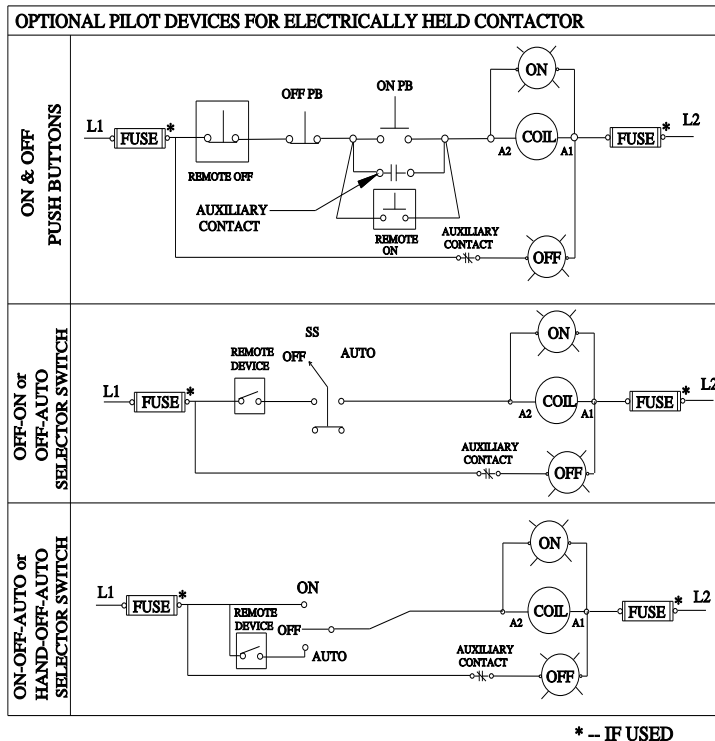 OPTIONAL PILOT DEVICES FOR ELECTRICALLY HELD CONTACTOR
ON & OFF
PUSH BUTTONS
L1
FUSE
*
REMOTE OFF
OFF PB
ON PB
AUXILIARY
CONTACT
REMOTE
ON
AUXILIARY
CONTACT
ON
COIL
A2
A1
OFF
FUSE
*
L2
OFF-ON or
OFF-AUTO
SELECTOR SWITCH
L1
FUSE
*
REMOTE
DEVICE
SS
OFF
AUTO
AUXILIARY
CONTACT
ON
COIL
A2
A1
OFF
FUSE
*
L2
ON-OFF-AUTO or
HAND-OFF-AUTO
SELECTOR SWITCH
L1
FUSE
*
REMOTE
DEVICE
ON
OFF
AUTO
AUXILIARY
CONTACT
ON
COIL
A2
A1
OFF
FUSE
*
L2
* -- IF USED